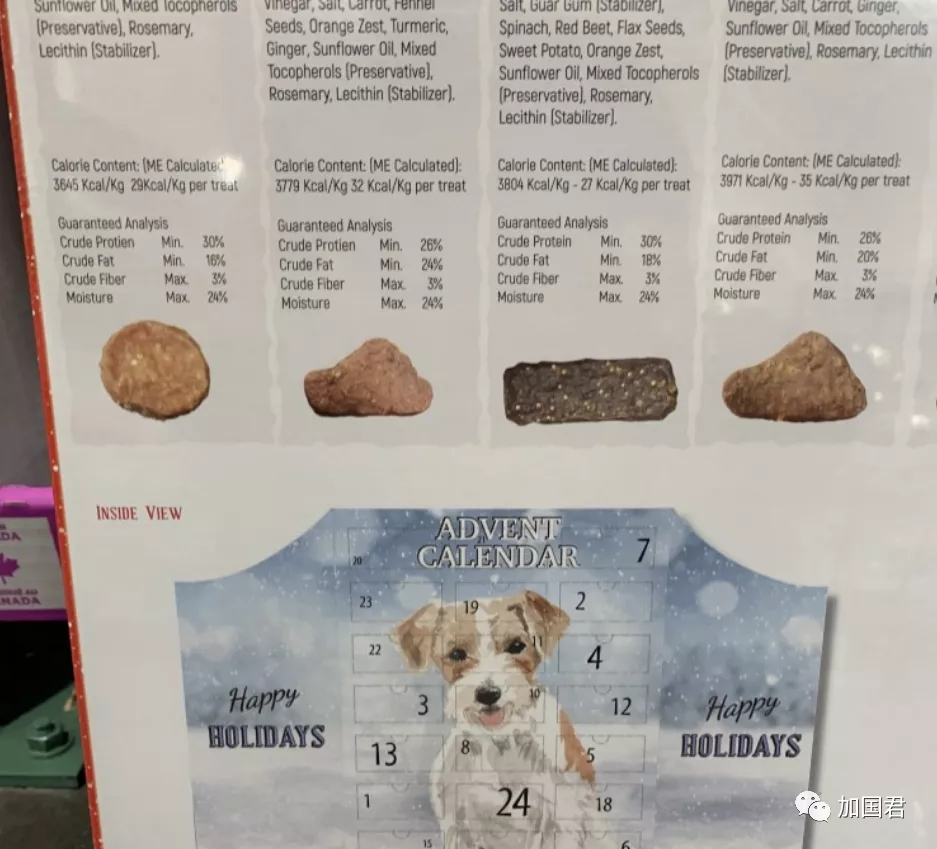 Sunflower Oil, Mixed Tocopherols
(Preservative), Rosemary,
Lecithin (Stabilizer).
Vinegar, Salt, Carrot, Fennel
Seeds, Orange Zest, Turmeric,
Ginger, Sunflower Oil, Mixed
Tocopherols (Preservative),
Rosemary, Lecithin (Stabilizer).
Salt, Guar Gum (Stabilizer),
Spinach, Red Beet, Flax Seeds,
Sweet Potato, Orange Zest,
Sunflower Oil, Mixed Tocopherols
(Preservative), Rosemary,
Lecithin (Stabilizer).
Vinegar, Salt, Carrot, Ginger,
Sunflower Oil, Mixed Tocopherols
(Preservative), Rosemary, Lecithin
(Stabilizer).
Calorie Content: (ME Calculated
3645 Kcal/Kg 29Kcal/Kg per treat
Guaranteed Analysis
Crude Protien Min. 30%
Crude Fat Min. 16%
Crude Fiber Max. 3%
Moisture Max. 24%
Calorie Content: (ME Calculated):
3779 Kcal/Kg 32 Kcal/Kg per treat
Guaranteed Analysis
Crude Protien Min. 26%
Crude Fat Min. 24%
Crude Fiber Max. 3%
Moisture Max. 24%
Calorie Content: (ME Calculated):
3804 Kcal/Kg - 27 Kcal/Kg per treat
Guaranteed Analysis
Crude Protein Min. 30%
Crude Fat Min. 18%
Crude Fiber Max. 3%
Moisture Max. 24%
Calorie Content: (ME Calculated):
3971 Kcal/Kg - 35 Kcal/Kg per treat
Guaranteed Analysis
Crude Protein Min. 26%
Crude Fat Min. 20%
Crude Fiber Max. 3%
Moisture Max. 24%
INSIDE VIEW
ADVENT
CALENDAR
20 7
23 19 2
22 11 4
3 10 12
13 8 5
1 24 18
15 6
Happy
HOLIDAYS
Happy
HOLIDAYS
DA
NADA
加国君